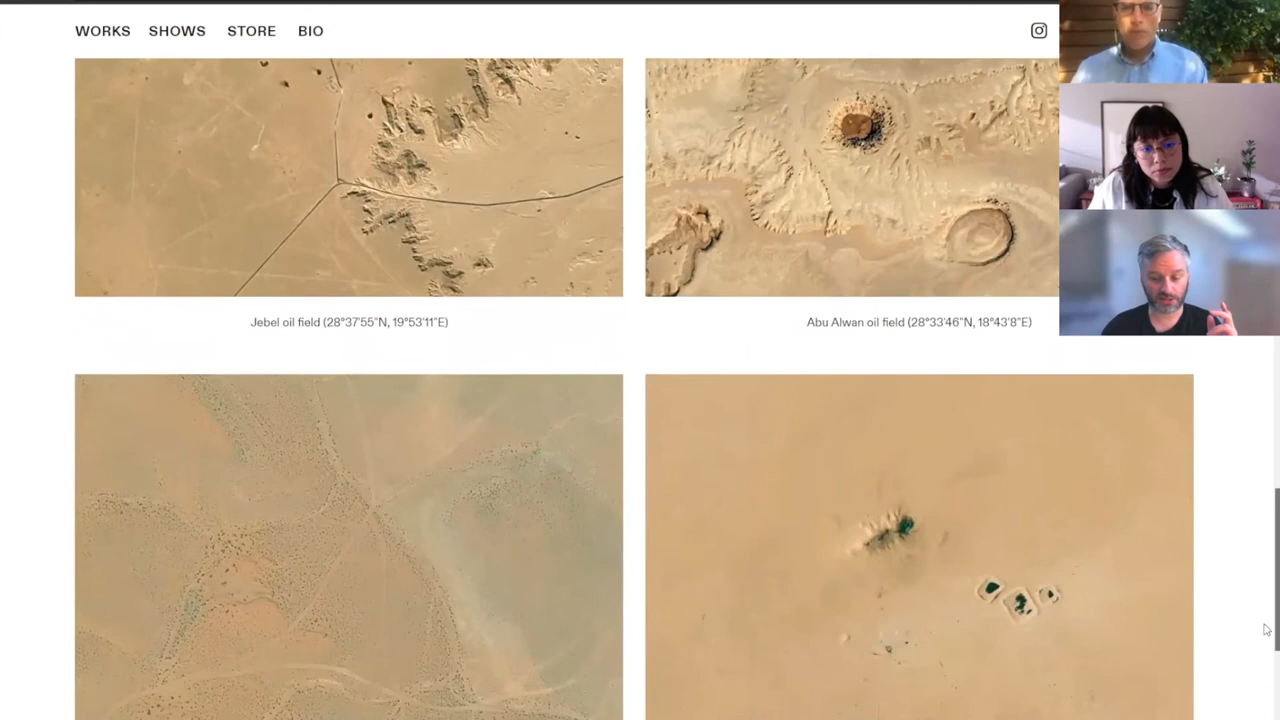 WORKS SHOWS STORE BIO
Jebel oil field (28°37'55"N, 19°53'11"E)
Abu Alwan oil field (28°33'46"N, 18°43'8"E)